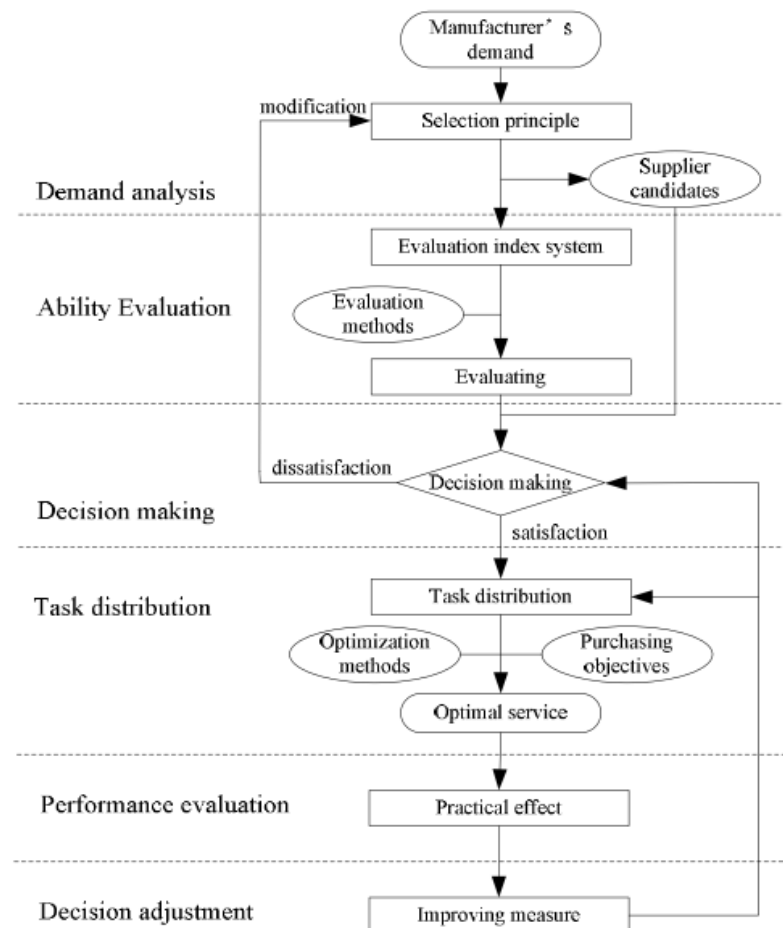 Manufacturer’s
demand
modification
Selection principle
Supplier
candidates
Demand analysis
Evaluation index system
Ability Evaluation
Evaluation
methods
Evaluating
dissatisfaction
Decision making
Decision making
satisfaction
Task distribution
Task distribution
Optimization
methods
Purchasing
objectives
Optimal service
Performance evaluation
Practical effect
Decision adjustment
Improving measure